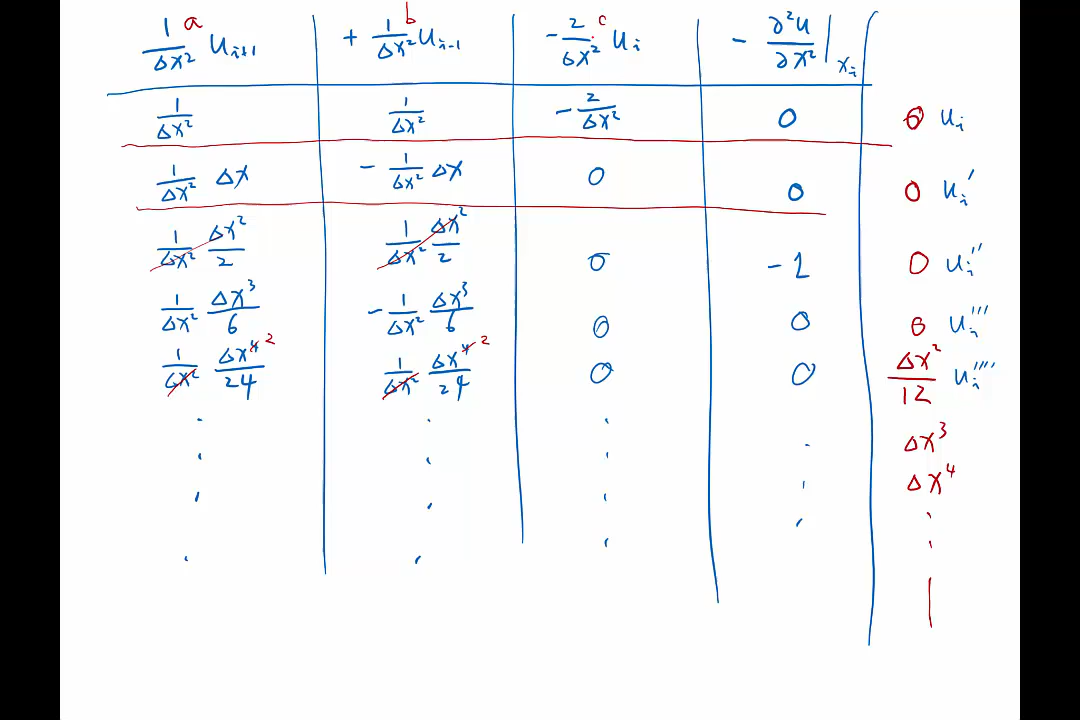 a b c
1/Δx² u_{i+1} + 1/Δx² u_{i-1} - 2/Δx² u_i - ∂²u/∂x² |_{x_i}
1/Δx² 1/Δx² - 2/Δx² 0 0 u_i
1/Δx² Δx - 1/Δx² Δx 0 0 0 u_i'
1/Δx² Δx²/2 1/Δx² Δx²/2 0 -1 0 u_i''
1/Δx² Δx³/6 - 1/Δx² Δx³/6 0 0 0 u_i'''
1/Δx² Δx⁴/24 2 1/Δx² Δx⁴/24 2 0 0 Δx²/12 u_i''''
Δx³
Δx⁴